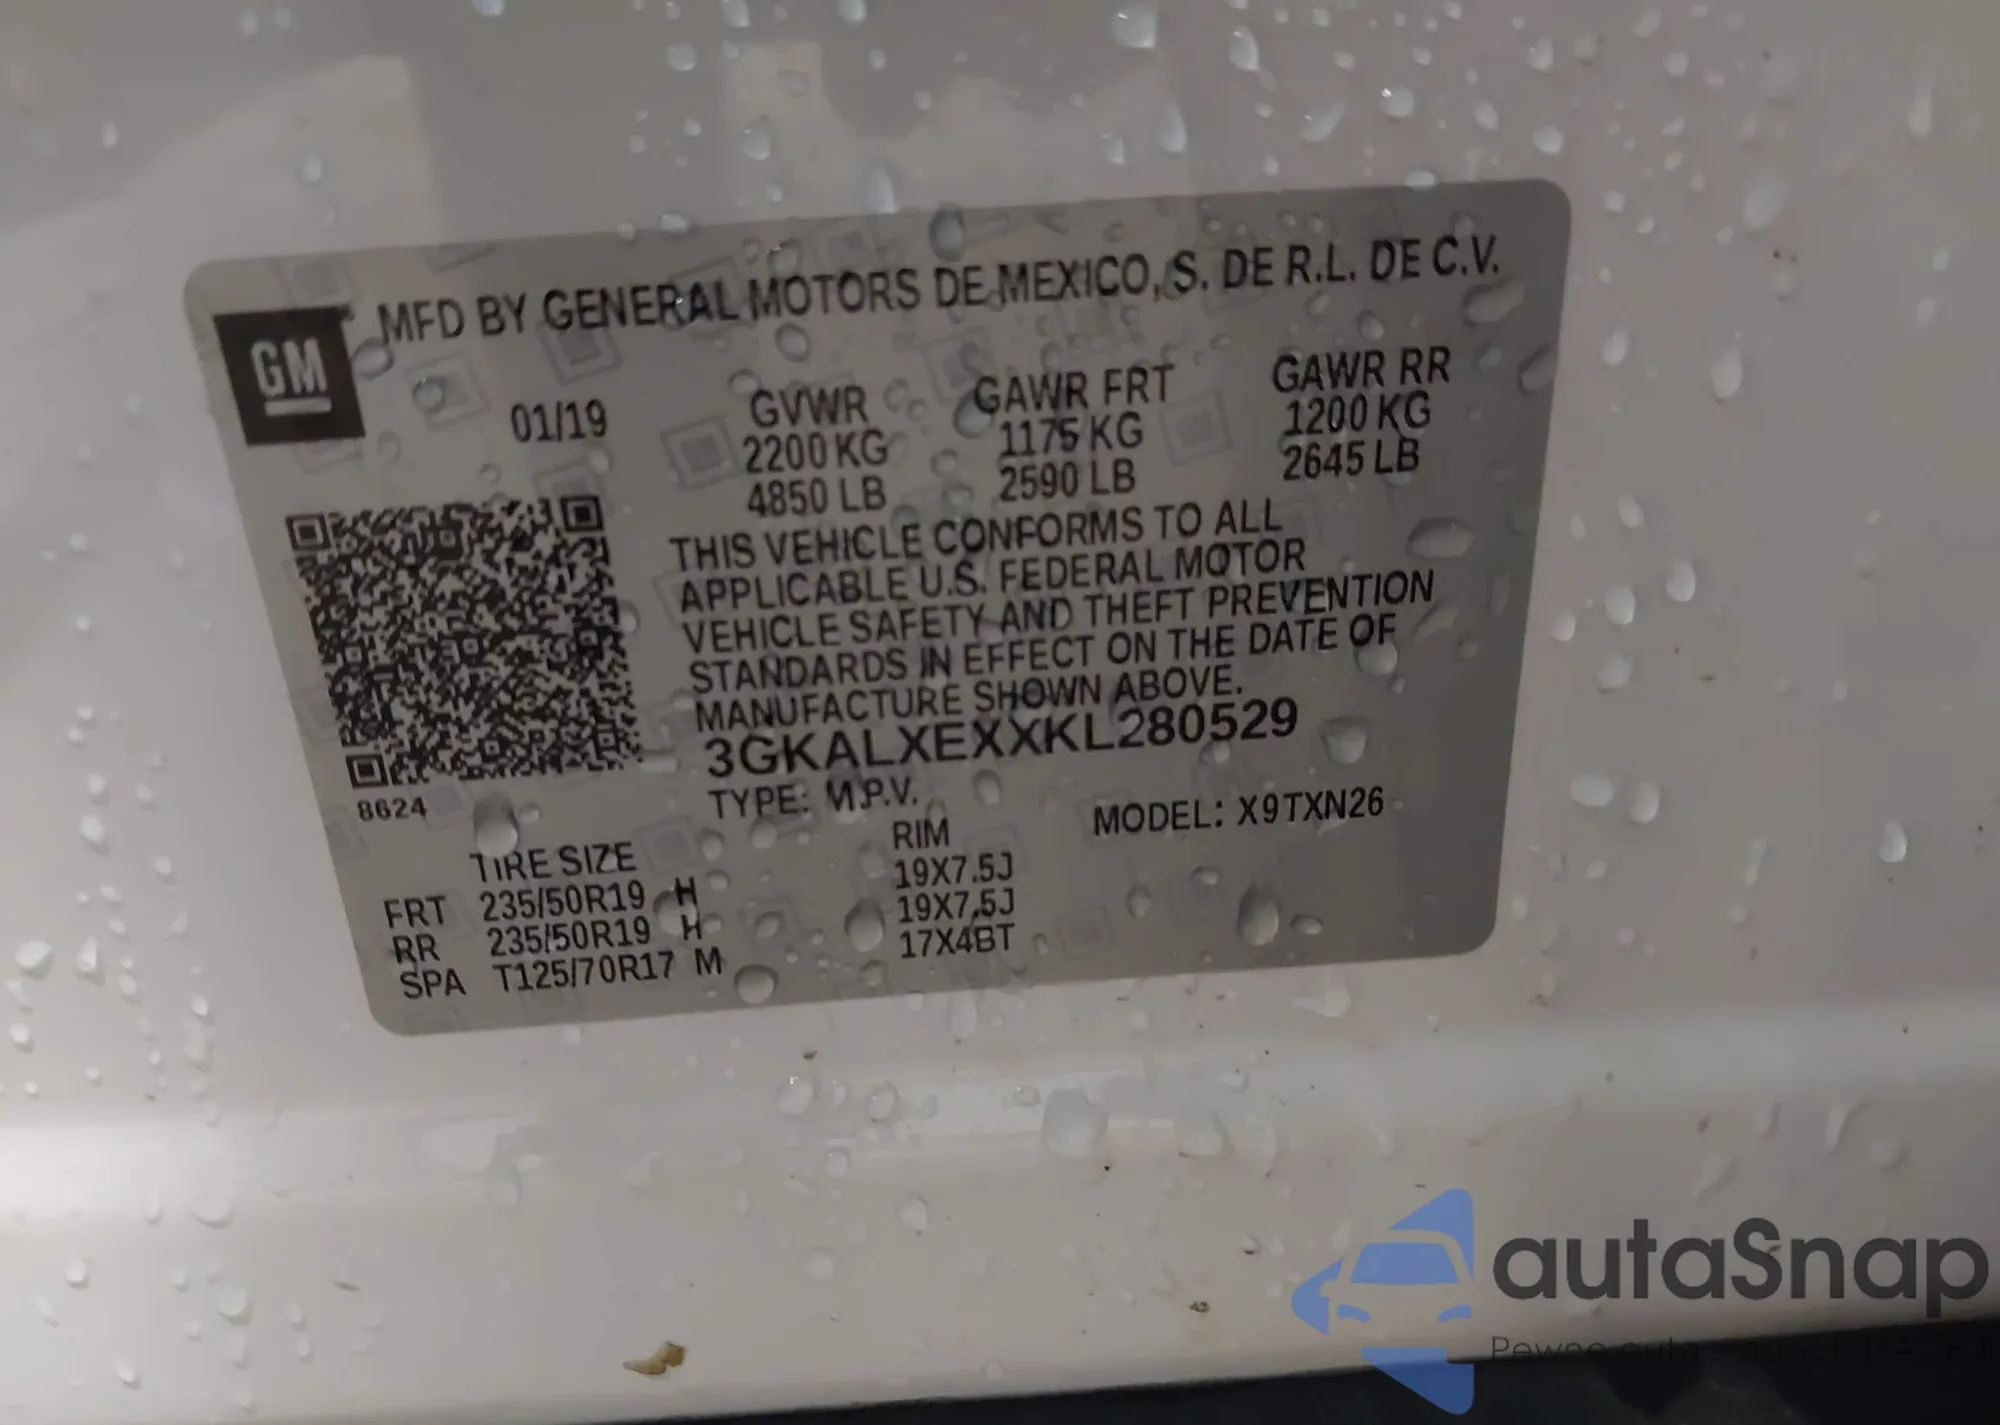 MFD BY GENERAL MOTORS DE MEXICO, S. DE R.L. DE C.V.
GM
01/19
GVWR GAWR FRT GAWR RR
2200 KG 1175 KG 1200 KG
4850 LB 2590 LB 2645 LB
THIS VEHICLE CONFORMS TO ALL
APPLICABLE U.S. FEDERAL MOTOR
VEHICLE SAFETY AND THEFT PREVENTION
STANDARDS IN EFFECT ON THE DATE OF
MANUFACTURE SHOWN ABOVE.
3GKALXEXXKL280529
8624
TYPE: M.P.V. MODEL: X9TXN26
TIRE SIZE RIM
FRT 235/50R19 H 19X7.5J
RR 235/50R19 H 19X7.5J
SPA T125/70R17 M 17X4BT
autaSnap
Pewne auto